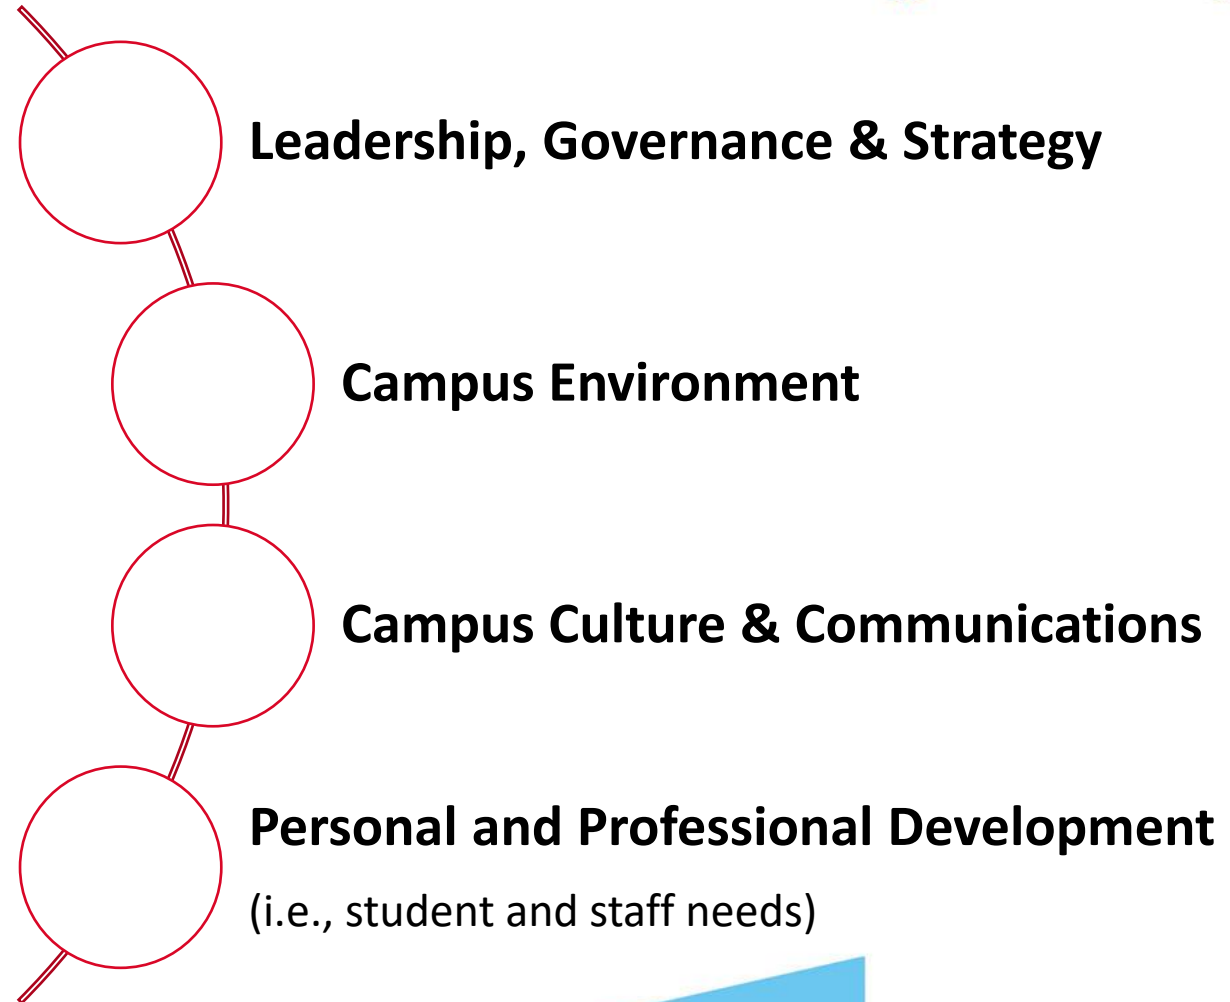 Leadership, Governance & Strategy
Campus Environment
Campus Culture & Communications
Personal and Professional Development
(i.e., student and staff needs)